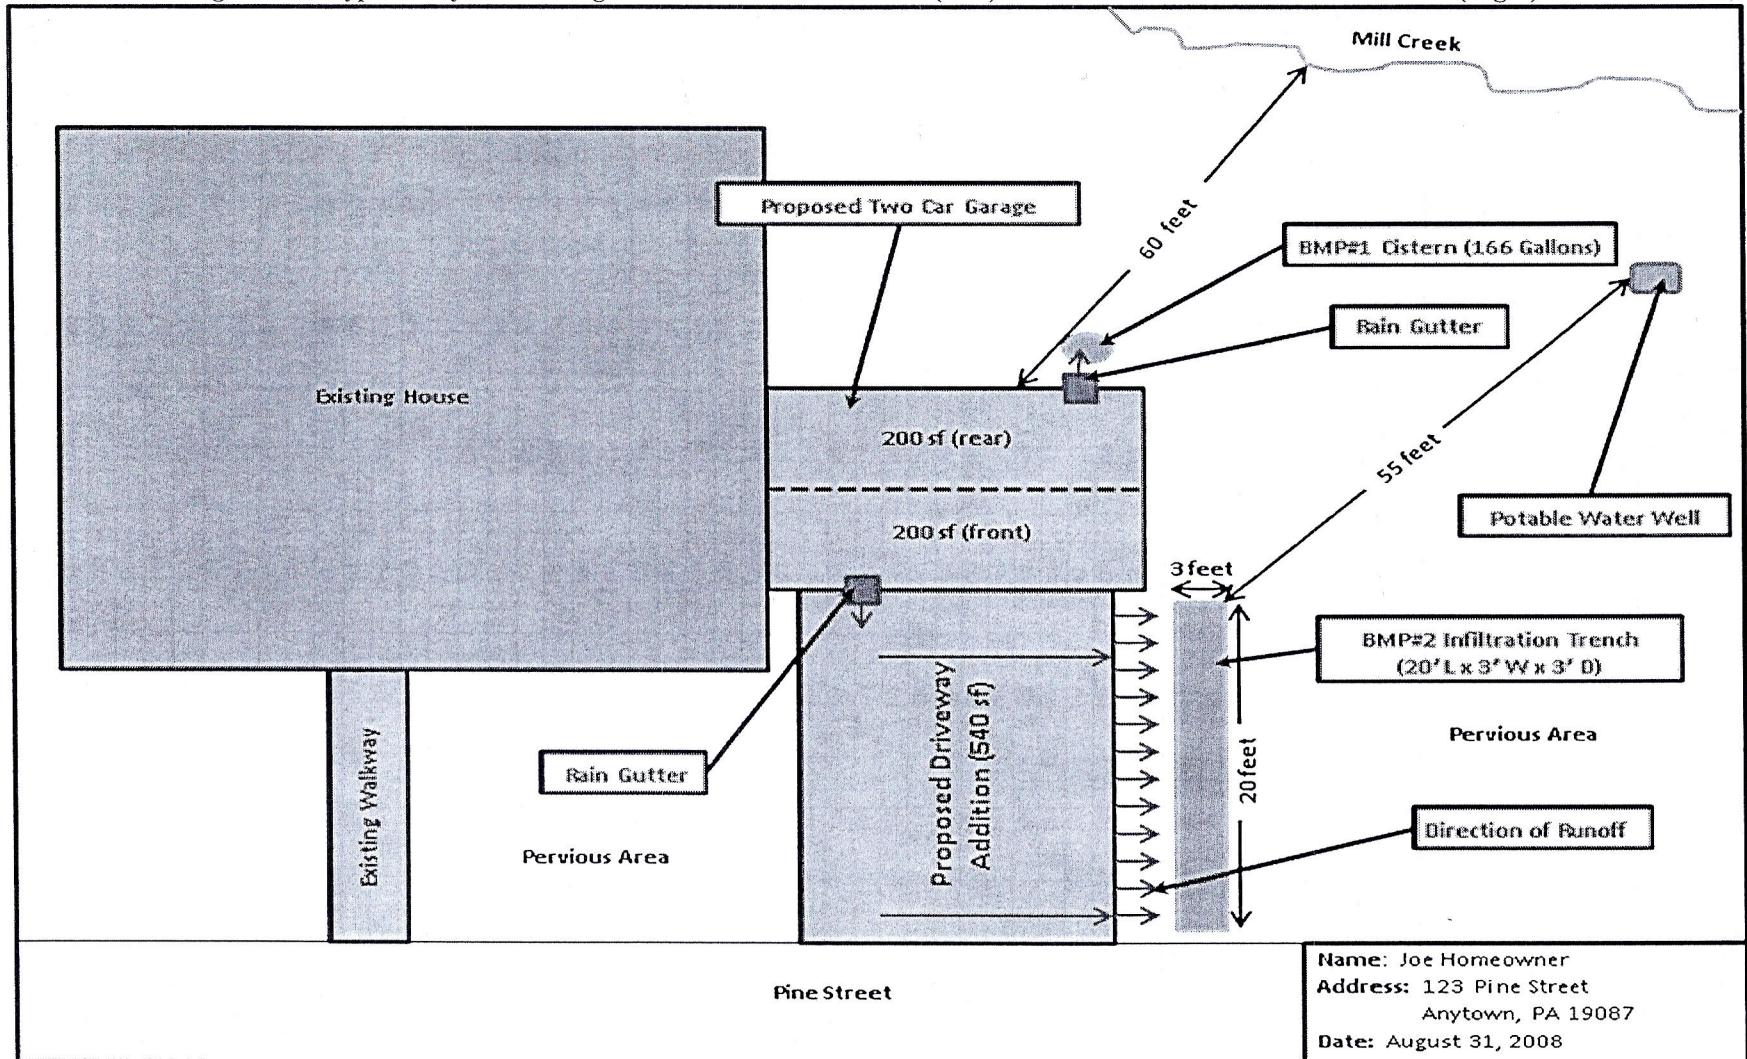 Mill Creek
Proposed Two Car Garage
60 feet
BMP#1 Cistern (166 Gallons)
Rain Gutter
Existing House
200 sf (rear)
55 feet
200 sf (front)
Potable Water Well
3 feet
BMP#2 Infiltration Trench
(20' L x 3' W x 3' D)
Proposed Driveway
Addition (540 sf)
20 feet
Pervious Area
Existing Walkway
Rain Gutter
Direction of Runoff
Pervious Area
Pine Street
Name: Joe Homeowner
Address: 123 Pine Street
Anytown, PA 19087
Date: August 31, 2008